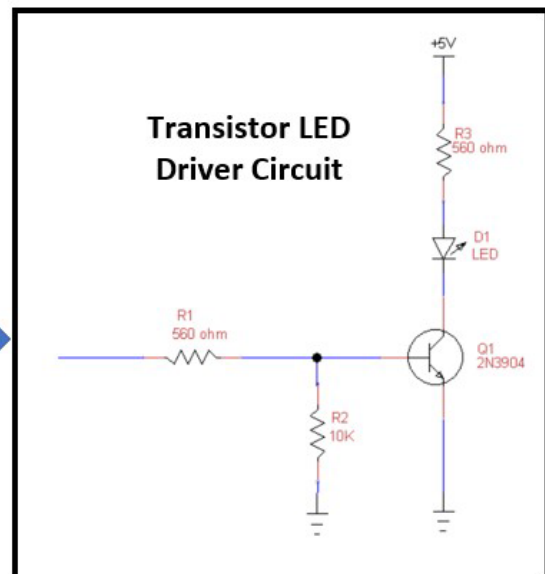 +5V
Transistor LED
Driver Circuit
R3
560 ohm
D1
LED
R1
560 ohm
Q1
2N3904
R2
10K